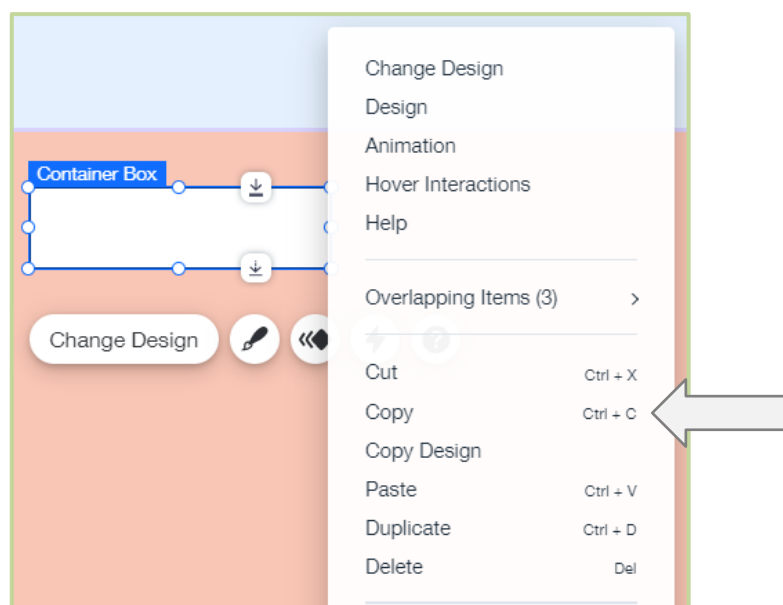 Change Design
Design
Animation
Container Box
Hover Interactions
Help
Overlapping Items (3)
Change Design
Cut Ctrl + X
Copy Ctrl + C
Copy Design
Paste Ctrl + V
Duplicate Ctrl + D
Delete Del